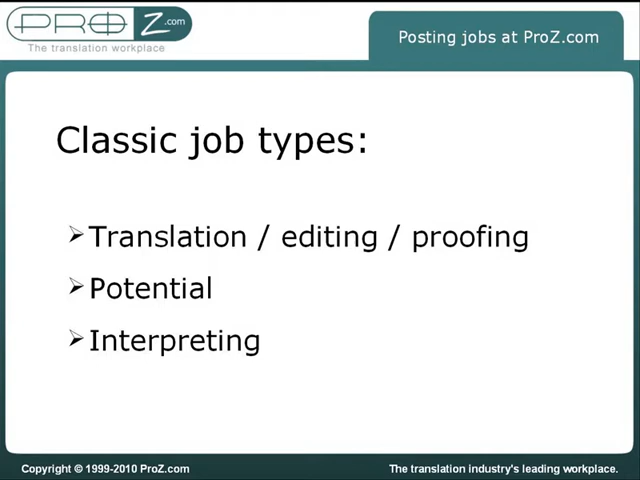 PROZ.com
The translation workplace
Posting jobs at ProZ.com
Classic job types:
Translation / editing / proofing
Potential
Interpreting
Copyright © 1999-2010 ProZ.com
The translation industry's leading workplace.